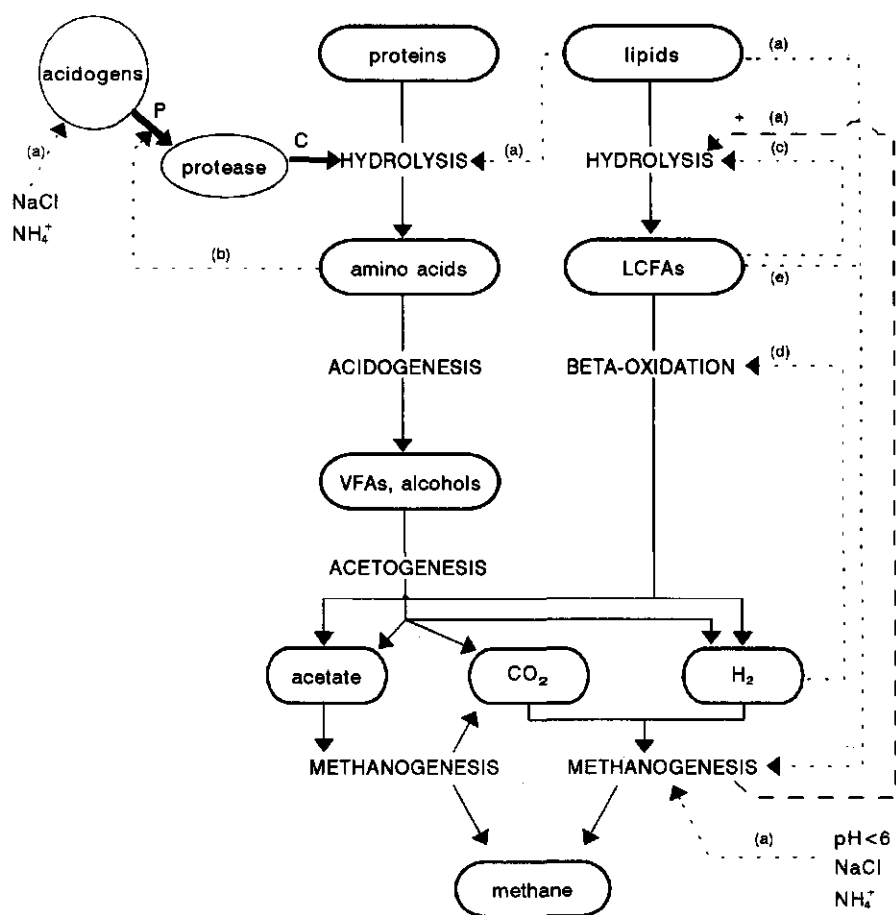 acidogens
proteins
lipids
(a)
P
C
+ (a)
(a)
protease
HYDROLYSIS
(a)
HYDROLYSIS
(c)
NaCl
NH₄⁺
(b)
amino acids
LCFAs
(e)
ACIDOGENESIS
BETA-OXIDATION
(d)
VFAs, alcohols
ACETOGENESIS
acetate
CO₂
H₂
METHANOGENESIS
METHANOGENESIS
(a)
pH<6
NaCl
NH₄⁺
methane